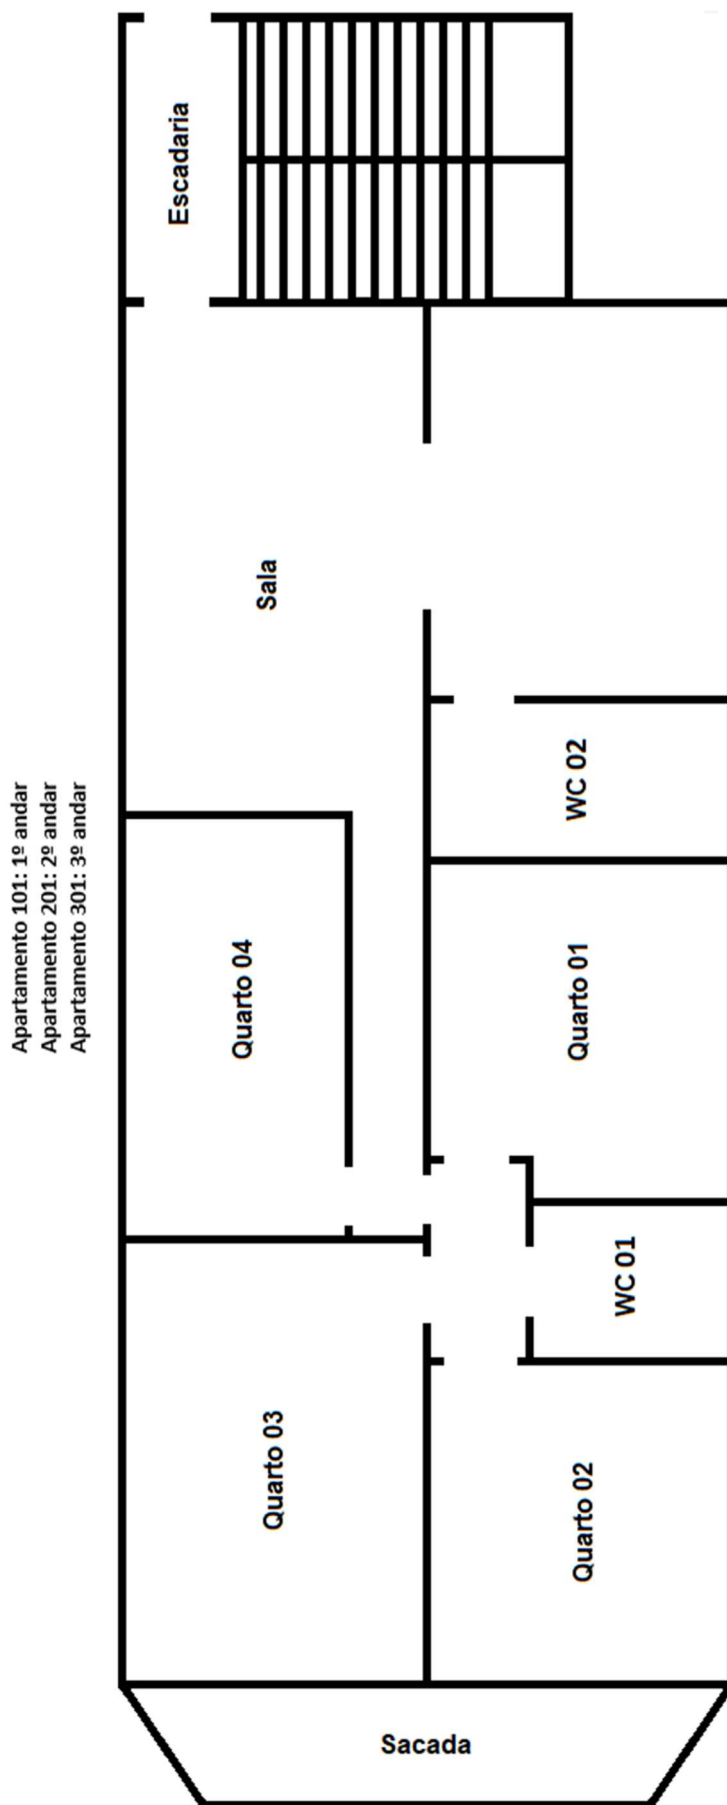 Apartamento 101: 1º andar
Apartamento 201: 2º andar
Apartamento 301: 3º andar
Escadaria
Sala
WC 02
Quarto 04
Quarto 01
WC 01
Quarto 03
Quarto 02
Sacada